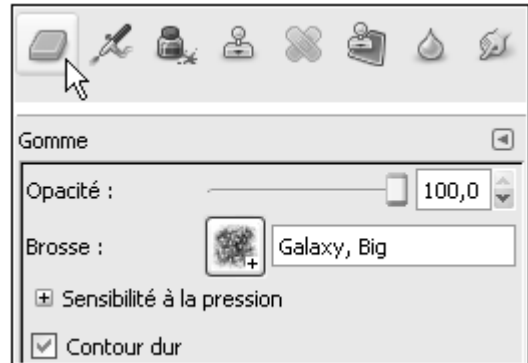 Gomme
Opacité : 100,0
Brosse : Galaxy, Big
Sensibilité à la pression
Contour dur